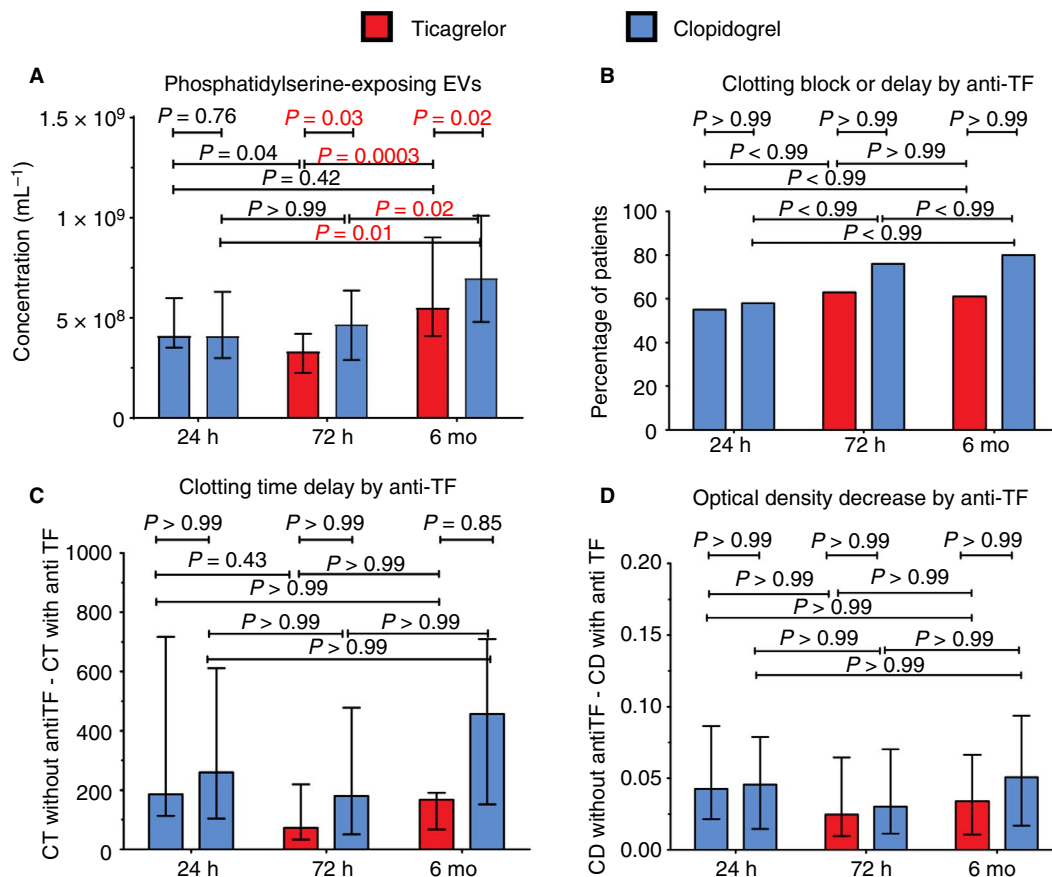 Ticagrelor
Clopidogrel
A
Phosphatidylserine-exposing EVs
Concentration (mL⁻¹)
1.5 × 10⁹
1 × 10⁹
5 × 10⁸
0
P = 0.76
P = 0.03
P = 0.02
P = 0.04
P = 0.0003
P = 0.42
P > 0.99
P = 0.02
P = 0.01
24 h
72 h
6 mo
B
Clotting block or delay by anti-TF
Percentage of patients
100
80
60
40
20
0
P > 0.99
P > 0.99
P > 0.99
P < 0.99
P > 0.99
P < 0.99
P < 0.99
P < 0.99
P < 0.99
24 h
72 h
6 mo
C
Clotting time delay by anti-TF
CT without antiTF - CT with anti TF
1000
800
600
400
200
0
P > 0.99
P > 0.99
P = 0.85
P = 0.43
P > 0.99
P > 0.99
P > 0.99
P > 0.99
P > 0.99
24 h
72 h
6 mo
D
Optical density decrease by anti-TF
CD without antiTF - CD with anti TF
0.20
0.15
0.10
0.05
0.00
P > 0.99
P > 0.99
P > 0.99
P > 0.99
P > 0.99
P > 0.99
P > 0.99
P > 0.99
P > 0.99
24 h
72 h
6 mo